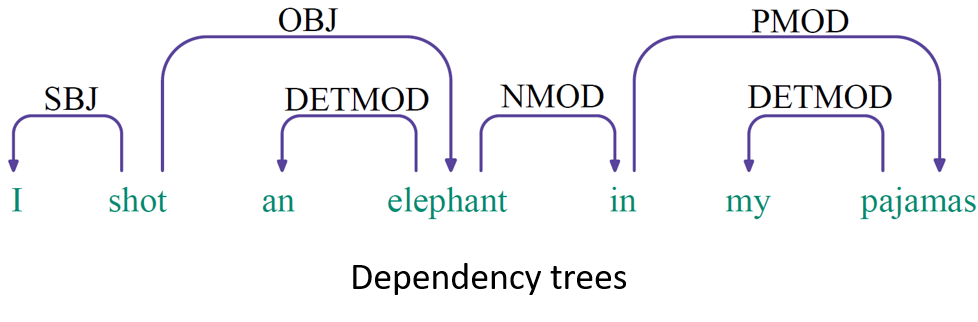 OBJ PMOD
SBJ DETMOD NMOD DETMOD
I shot an elephant in my pajamas
Dependency trees